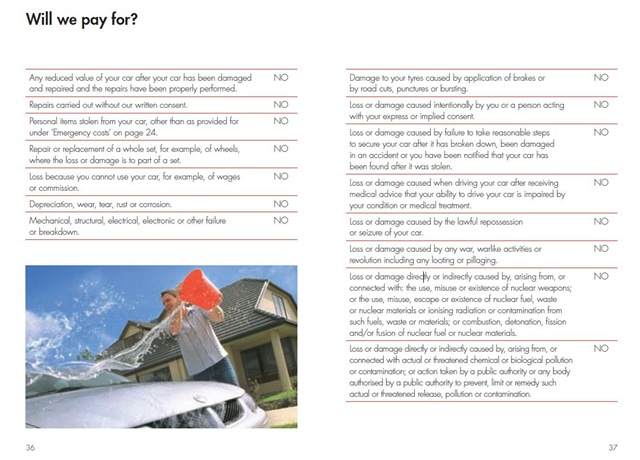 Will we pay for?
Any reduced value of your car after your car has been damaged NO
and repaired and the repairs have been properly performed.
Repairs carried out without our written consent. NO
Personal items stolen from your car, other than as provided for NO
under ‘Emergency costs’ on page 24.
Repair or replacement of a whole set, for example, of wheels, NO
where the loss or damage is to part of a set.
Loss because you cannot use your car, for example, of wages NO
or commission.
Depreciation, wear, tear, rust or corrosion. NO
Mechanical, structural, electrical, electronic or other failure NO
or breakdown.
36
Damage to your tyres caused by application of brakes or NO
by road cuts, punctures or bursting.
Loss or damage caused intentionally by you or a person acting NO
with your express or implied consent.
Loss or damage caused by failure to take reasonable steps NO
to secure your car after it has broken down, been damaged
in an accident or you have been notified that your car has
been found after it was stolen.
Loss or damage caused when driving your car after receiving NO
medical advice that your ability to drive your car is impaired by
your condition or medical treatment.
Loss or damage caused by the lawful repossession NO
or seizure of your car.
Loss or damage caused by any war, warlike activities or NO
revolution including any looting or pillaging.
Loss or damage directly or indirectly caused by, arising from, or NO
connected with: the use, misuse or existence of nuclear weapons;
or the use, misuse, escape or existence of nuclear fuel, waste
or nuclear materials or ionising radiation or contamination from
such fuels, waste or materials; or combustion, detonation, fission
and/or fusion of nuclear fuel or nuclear materials.
Loss or damage directly or indirectly caused by, arising from, or NO
connected with actual or threatened chemical or biological pollution
or contamination; or action taken by a public authority or any body
authorised by a public authority to prevent, limit or remedy such
actual or threatened release, pollution or contamination.
37